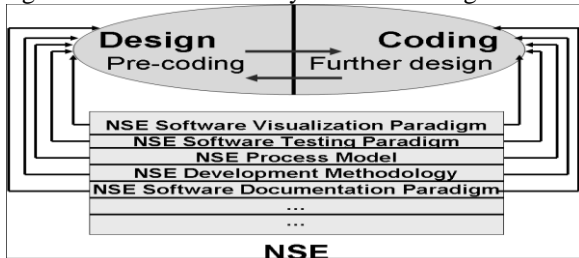 Design Coding
Pre-coding Further design
NSE Software Visualization Paradigm
NSE Software Testing Paradigm
NSE Process Model
NSE Development Methodology
NSE Software Documentation Paradigm
...
...
NSE